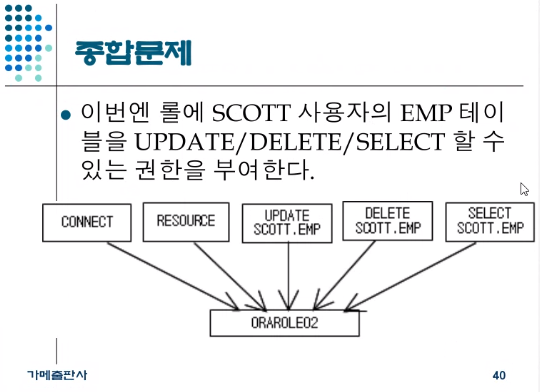 종합문제
● 이번엔 롤에 SCOTT 사용자의 EMP 테이
블을 UPDATE/DELETE/SELECT 할 수
있는 권한을 부여한다.
CONNECT
RESOURCE
UPDATE
SCOTT.EMP
DELETE
SCOTT.EMP
SELECT
SCOTT.EMP
ORAROLE02
가메출판사
40